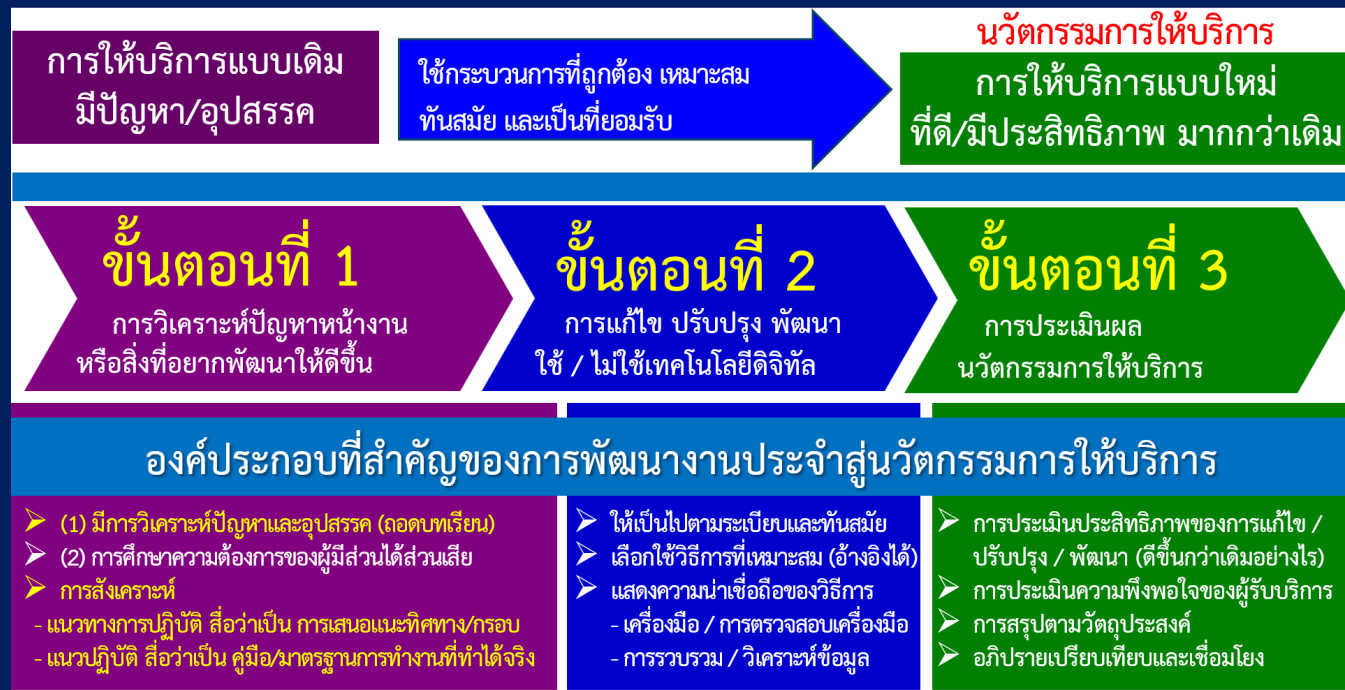 การให้บริการแบบเดิม
มีปัญหา/อุปสรรค
ใช้กระบวนการที่ถูกต้อง เหมาะสม
ทันสมัย และเป็นที่ยอมรับ
นวัตกรรมการให้บริการ
การให้บริการแบบใหม่
ที่ดี/มีประสิทธิภาพ มากกว่าเดิม
ขั้นตอนที่ 1
การวิเคราะห์ปัญหาหน้างาน
หรือสิ่งที่อยากพัฒนาให้ดีขึ้น
ขั้นตอนที่ 2
การแก้ไข ปรับปรุง พัฒนา
ใช้ / ไม่ใช้เทคโนโลยีดิจิทัล
ขั้นตอนที่ 3
การประเมินผล
นวัตกรรมการให้บริการ
องค์ประกอบที่สำคัญของการพัฒนางานประจำสู่นวัตกรรมการให้บริการ
➢ (1) มีการวิเคราะห์ปัญหาและอุปสรรค (ถอดบทเรียน)
➢ (2) การศึกษาความต้องการของผู้มีส่วนได้ส่วนเสีย
➢ การสังเคราะห์
- แนวทางการปฏิบัติ สื่อว่าเป็น การเสนอแนะทิศทาง/กรอบ
- แนวปฏิบัติ สื่อว่าเป็น คู่มือ/มาตรฐานการทำงานที่ทำได้จริง
➢ ให้เป็นไปตามระเบียบและทันสมัย
➢ เลือกใช้วิธีการที่เหมาะสม (อ้างอิงได้)
➢ แสดงความน่าเชื่อถือของวิธีการ
- เครื่องมือ / การตรวจสอบเครื่องมือ
- การรวบรวม / วิเคราะห์ข้อมูล
➢ การประเมินประสิทธิภาพของการแก้ไข /
ปรับปรุง / พัฒนา (ดีขึ้นกว่าเดิมอย่างไร)
➢ การประเมินความพึงพอใจของผู้รับบริการ
➢ การสรุปตามวัตถุประสงค์
➢ อภิปรายเปรียบเทียบและเชื่อมโยง